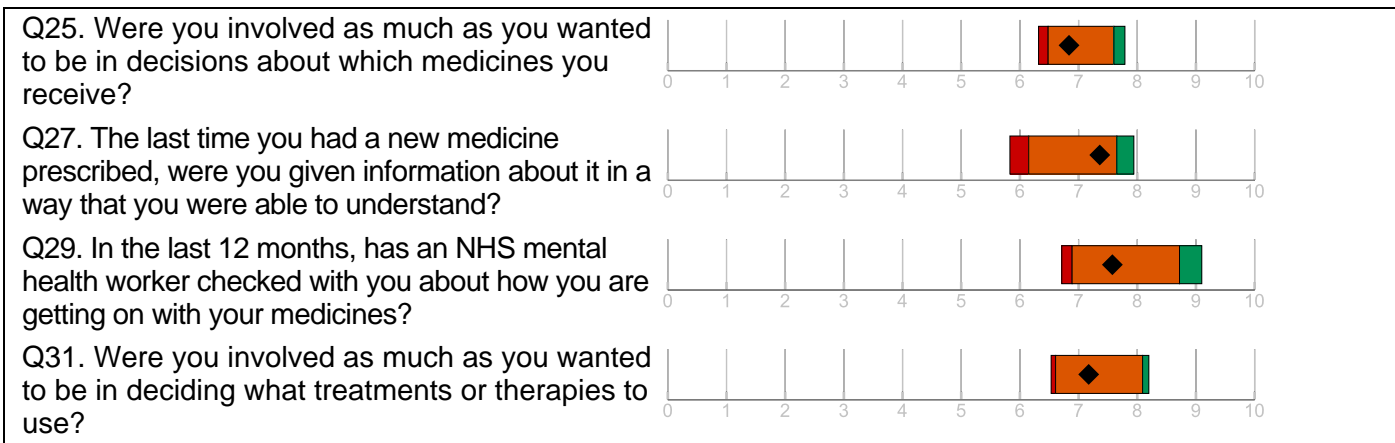 Q25. Were you involved as much as you wanted
to be in decisions about which medicines you
receive?
0 1 2 3 4 5 6 7 8 9 10
Q27. The last time you had a new medicine
prescribed, were you given information about it in a
way that you were able to understand?
0 1 2 3 4 5 6 7 8 9 10
Q29. In the last 12 months, has an NHS mental
health worker checked with you about how you are
getting on with your medicines?
0 1 2 3 4 5 6 7 8 9 10
Q31. Were you involved as much as you wanted
to be in deciding what treatments or therapies to
use?
0 1 2 3 4 5 6 7 8 9 10